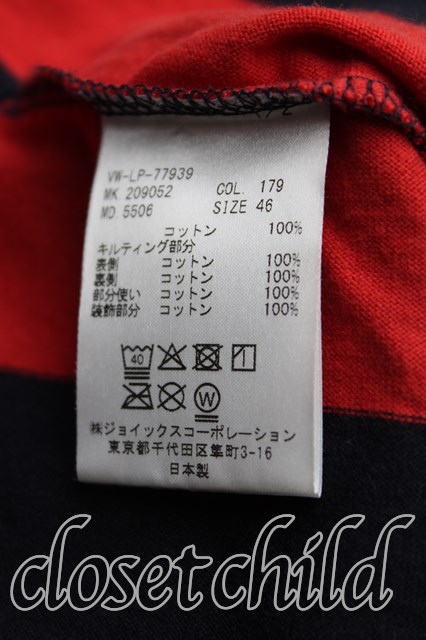 VW-LP-77939
MK. 209052 COL. 179
MD. 5506 SIZE 46
コットン 100%
キルティング部分
表側 コットン 100%
裏側 コットン 100%
部分使い コットン 100%
装飾部分 コットン 100%
40
W
㈱ジョイックスコーポレーション
東京都千代田区隼町3-16
日本製
closet child